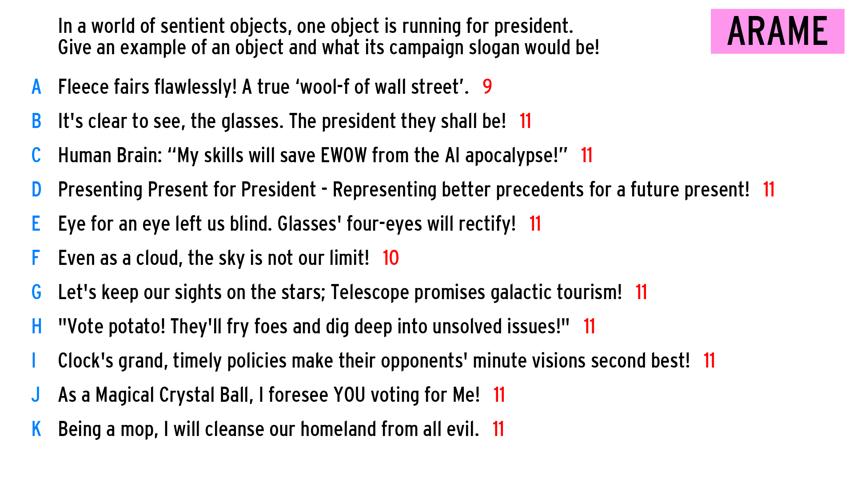 In a world of sentient objects, one object is running for president.
Give an example of an object and what its campaign slogan would be!
ARAME
A Fleece fairs flawlessly! A true ‘wool-f of wall street’. 9
B It's clear to see, the glasses. The president they shall be! 11
C Human Brain: “My skills will save EWOW from the AI apocalypse!” 11
D Presenting Present for President - Representing better precedents for a future present! 11
E Eye for an eye left us blind. Glasses' four-eyes will rectify! 11
F Even as a cloud, the sky is not our limit! 10
G Let's keep our sights on the stars; Telescope promises galactic tourism! 11
H "Vote potato! They'll fry foes and dig deep into unsolved issues!" 11
I Clock's grand, timely policies make their opponents' minute visions second best! 11
J As a Magical Crystal Ball, I foresee YOU voting for Me! 11
K Being a mop, I will cleanse our homeland from all evil. 11